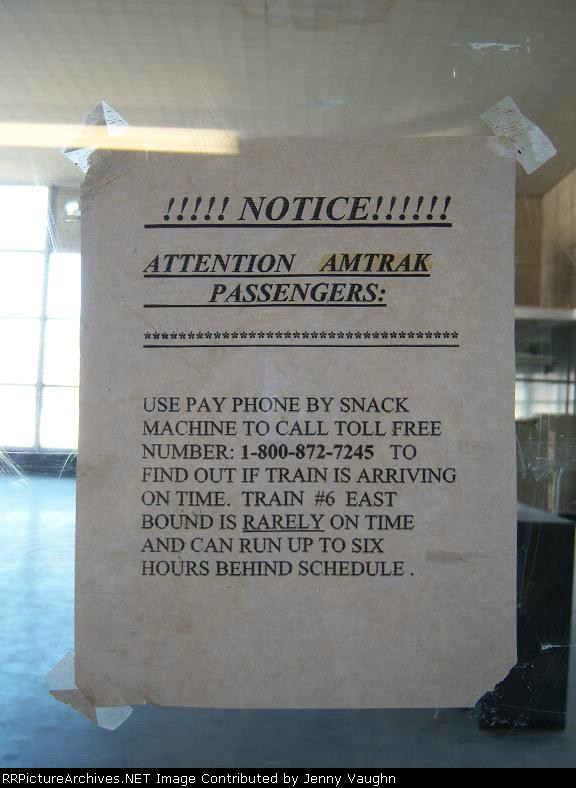 !!!!! NOTICE!!!!!!
ATTENTION AMTRAK
PASSENGERS:
************************************
USE PAY PHONE BY SNACK
MACHINE TO CALL TOLL FREE
NUMBER: 1-800-872-7245 TO
FIND OUT IF TRAIN IS ARRIVING
ON TIME. TRAIN #6 EAST
BOUND IS RARELY ON TIME
AND CAN RUN UP TO SIX
HOURS BEHIND SCHEDULE .
RRPictureArchives.NET Image Contributed by Jenny Vaughn